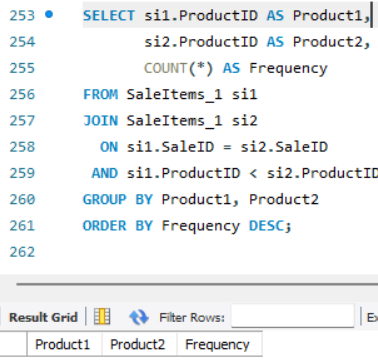 253 SELECT si1.ProductID AS Product1,
254 si2.ProductID AS Product2,
255 COUNT(*) AS Frequency
256 FROM SaleItems_1 si1
257 JOIN SaleItems_1 si2
258 ON si1.SaleID = si2.SaleID
259 AND si1.ProductID < si2.ProductID
260 GROUP BY Product1, Product2
261 ORDER BY Frequency DESC;
262
Result Grid Filter Rows: Ex
Product1 Product2 Frequency